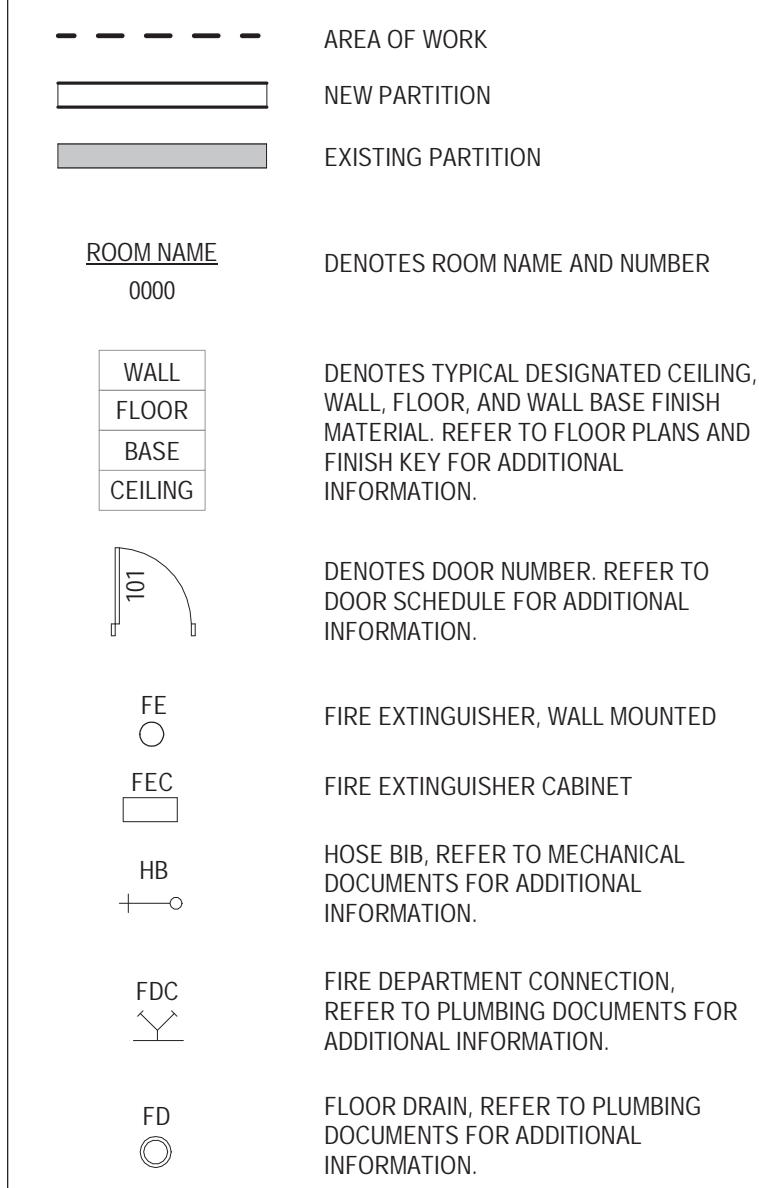 AREA OF WORK
NEW PARTITION
EXISTING PARTITION
ROOM NAME
0000
DENOTES ROOM NAME AND NUMBER
WALL
FLOOR
BASE
CEILING
DENOTES TYPICAL DESIGNATED CEILING,
WALL, FLOOR, AND WALL BASE FINISH
MATERIAL. REFER TO FLOOR PLANS AND
FINISH KEY FOR ADDITIONAL
INFORMATION.
101
DENOTES DOOR NUMBER. REFER TO
DOOR SCHEDULE FOR ADDITIONAL
INFORMATION.
FE
FIRE EXTINGUISHER, WALL MOUNTED
FEC
FIRE EXTINGUISHER CABINET
HB
HOSE BIB, REFER TO MECHANICAL
DOCUMENTS FOR ADDITIONAL
INFORMATION.
FDC
FIRE DEPARTMENT CONNECTION,
REFER TO PLUMBING DOCUMENTS FOR
ADDITIONAL INFORMATION.
FD
FLOOR DRAIN, REFER TO PLUMBING
DOCUMENTS FOR ADDITIONAL
INFORMATION.